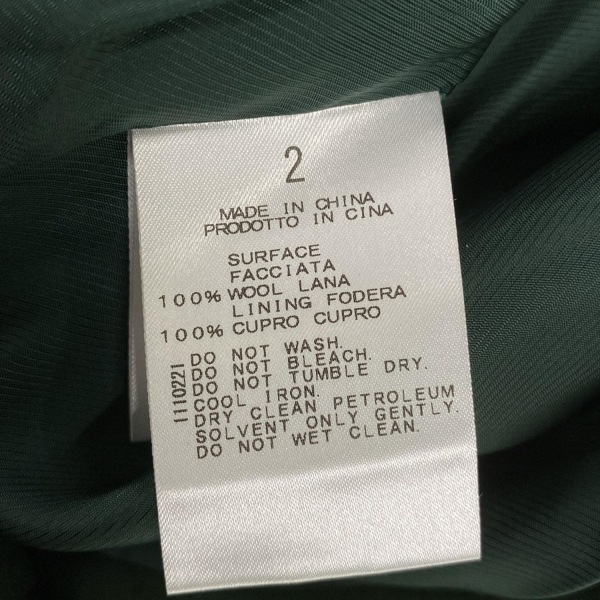 2
MADE IN CHINA
PRODOTTO IN CINA
SURFACE
FACCIATA
100% WOOL LANA
LINING FODERA
100% CUPRO CUPRO
DO NOT WASH.
DO NOT BLEACH.
DO NOT TUMBLE DRY.
COOL IRON.
DRY CLEAN PETROLEUM
SOLVENT ONLY GENTLY.
DO NOT WET CLEAN.
1110221